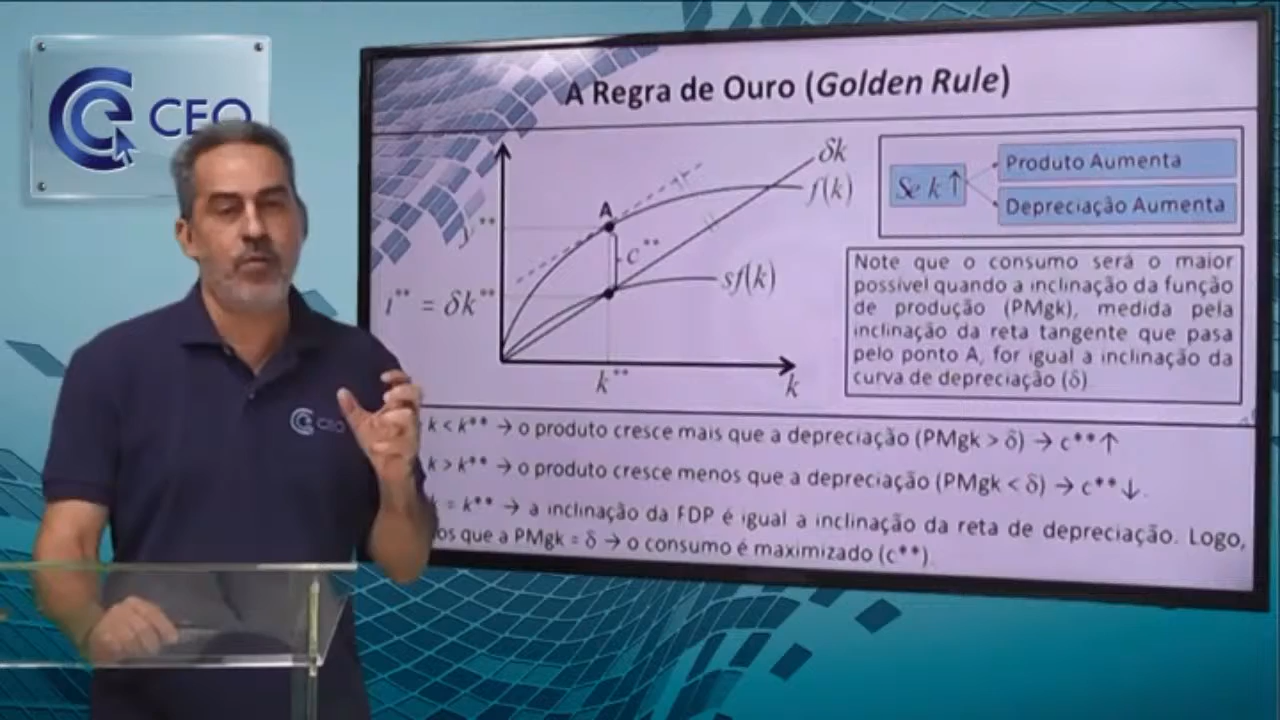 CEO
A Regra de Ouro (Golden Rule)
δk
f(k)
A
y**
c**
sf(k)
i** = δk**
k**
k
Se k ↑
Produto Aumenta
Depreciação Aumenta
Note que o consumo será o maior
possível quando a inclinação da função
de produção (PMgk), medida pela
inclinação da reta tangente que pasa
pelo ponto A, for igual a inclinação da
curva de depreciação (δ)
k < k** → o produto cresce mais que a depreciação (PMgk > δ) → c**↑
k > k** → o produto cresce menos que a depreciação (PMgk < δ) → c**↓.
= k** → a inclinação da FDP é igual a inclinação da reta de depreciação. Logo,
os que a PMgk = δ → o consumo é maximizado (c**).
CEO